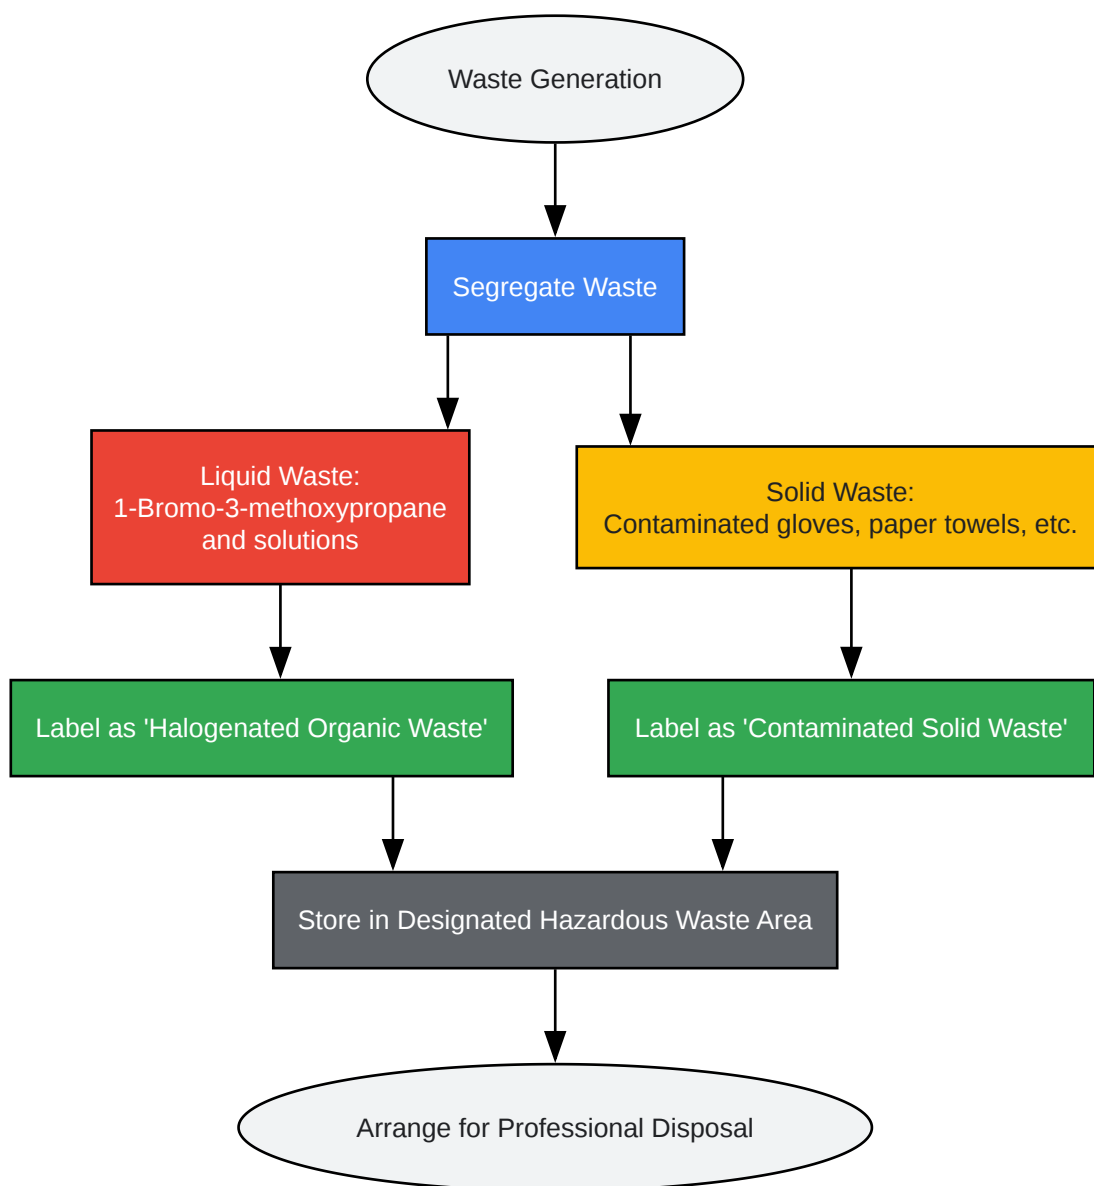 Waste Generation
Segregate Waste
Liquid Waste:
1-Bromo-3-methoxypropane
and solutions
Solid Waste:
Contaminated gloves, paper towels, etc.
Label as 'Halogenated Organic Waste'
Label as 'Contaminated Solid Waste'
Store in Designated Hazardous Waste Area
Arrange for Professional Disposal